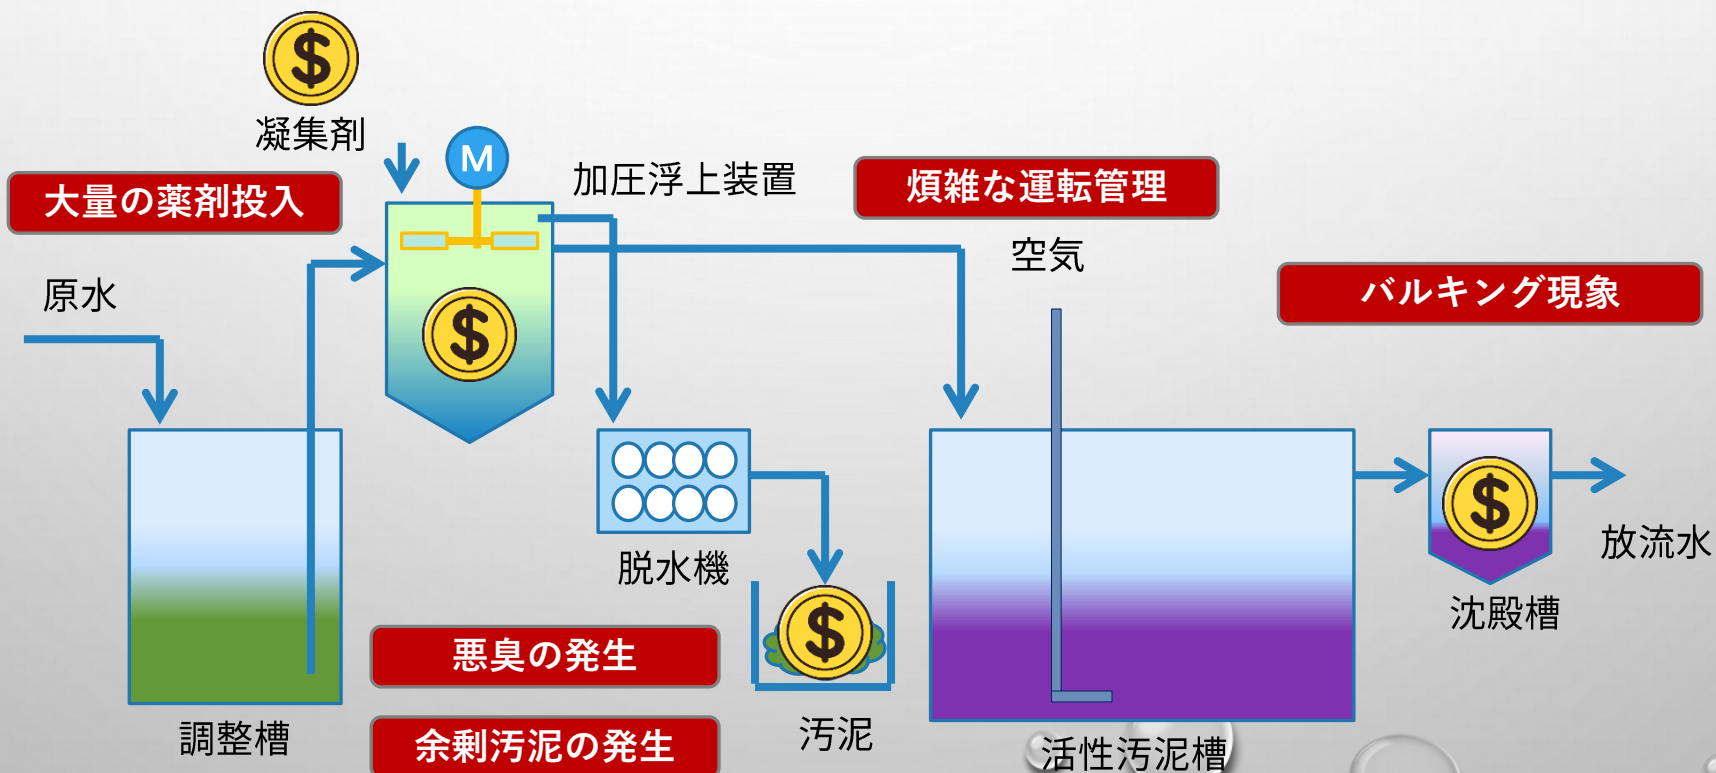 $
凝集剤
M
加圧浮上装置
大量の薬剤投入
煩雑な運転管理
空気
原水
バルキング現象
$
$
放流水
脱水機
沈殿槽
$
悪臭の発生
汚泥
調整槽
余剰汚泥の発生
活性汚泥槽